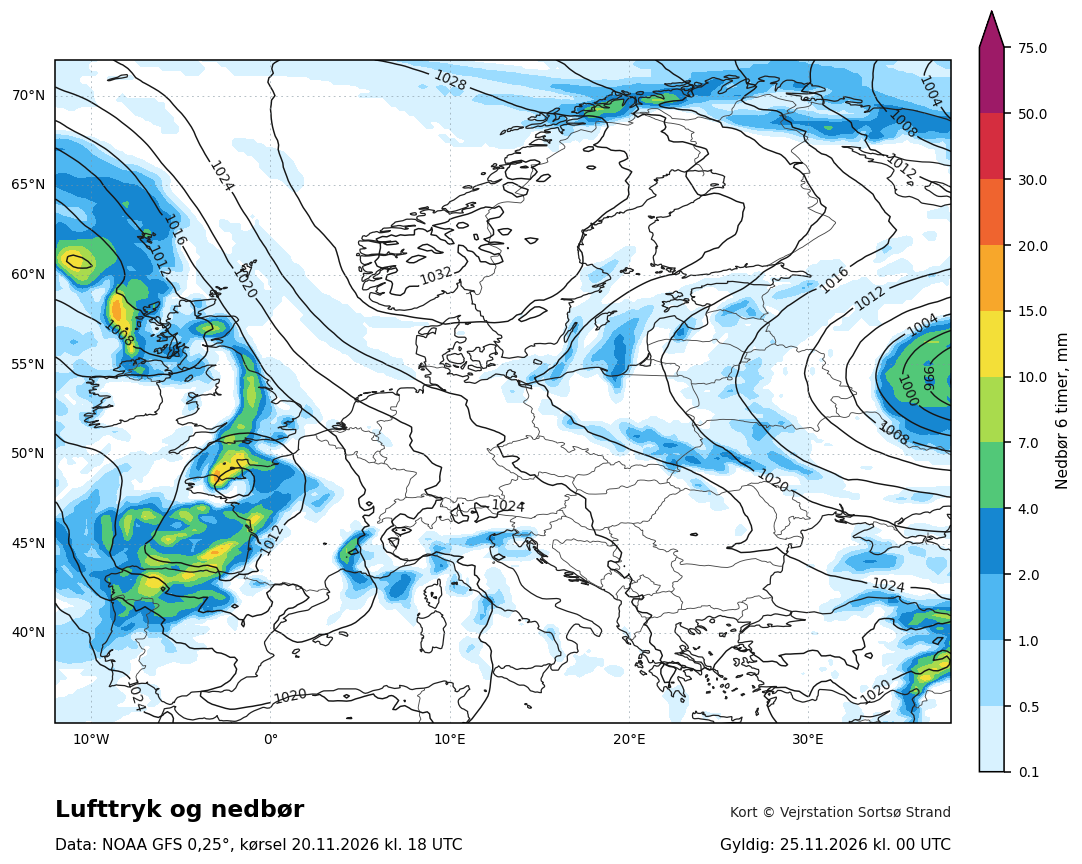 75.0
50.0
30.0
20.0
15.0
10.0
7.0
4.0
2.0
1.0
0.5
0.1
Nedbør 6 timer, mm
70°N
65°N
60°N
55°N
50°N
45°N
40°N
10°W
0°
10°E
20°E
30°E
1028
1004
1008
1012
1024
1016
1012
1020
1032
1008
1016
1012
1004
996
1000
1008
1020
1024
1012
1024
1024
1020
1020
Lufttryk og nedbør
Kort © Vejrstation Sortsø Strand
Data: NOAA GFS 0,25°, kørsel 20.11.2026 kl. 18 UTC
Gyldig: 25.11.2026 kl. 00 UTC